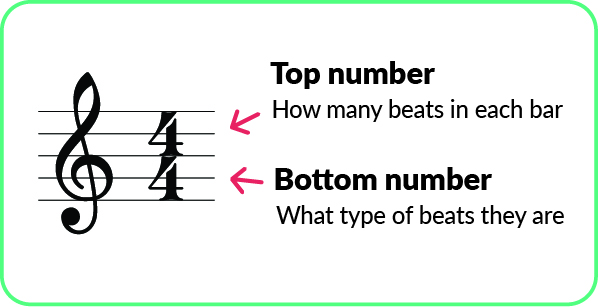 Top number
How many beats in each bar
4
4
Bottom number
What type of beats they are